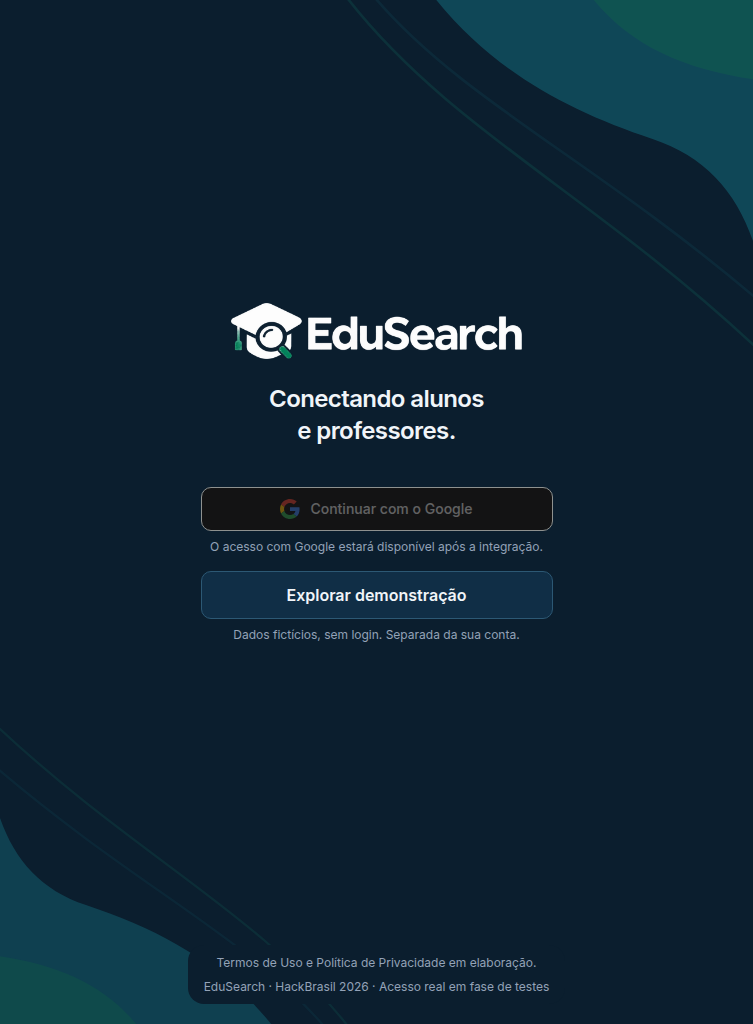 EduSearch
Conectando alunos
e professores.
Continuar com o Google
O acesso com Google estará disponível após a integração.
Explorar demonstração
Dados fictícios, sem login. Separada da sua conta.
Termos de Uso e Política de Privacidade em elaboração.
EduSearch · HackBrasil 2026 · Acesso real em fase de testes